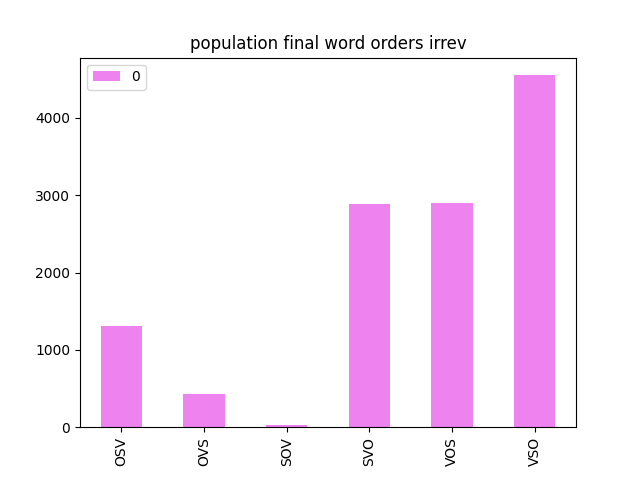 population final word orders irrev
0
4000
3000
2000
1000
0
OSV
OVS
SOV
SVO
VOS
VSO